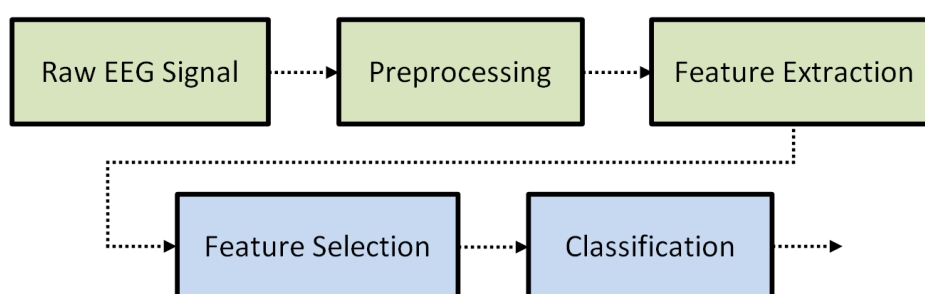 Raw EEG Signal
Preprocessing
Feature Extraction
Feature Selection
Classification